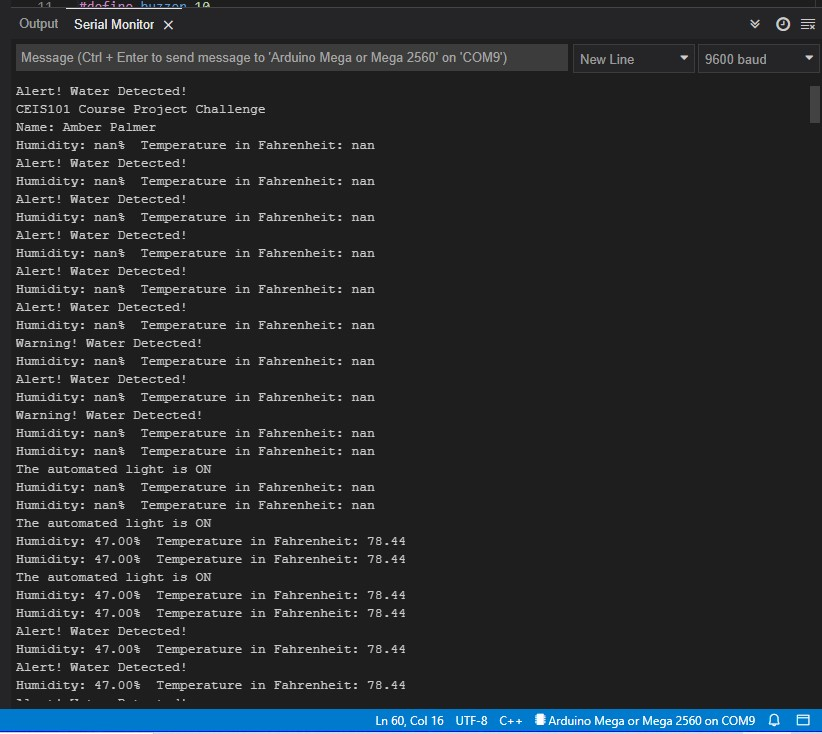 11 #define buzzer 10
Output Serial Monitor
Message (Ctrl + Enter to send message to 'Arduino Mega or Mega 2560' on 'COM9') New Line 9600 baud
Alert! Water Detected!
CEIS101 Course Project Challenge
Name: Amber Palmer
Humidity: nan% Temperature in Fahrenheit: nan
Alert! Water Detected!
Humidity: nan% Temperature in Fahrenheit: nan
Alert! Water Detected!
Humidity: nan% Temperature in Fahrenheit: nan
Alert! Water Detected!
Humidity: nan% Temperature in Fahrenheit: nan
Alert! Water Detected!
Humidity: nan% Temperature in Fahrenheit: nan
Alert! Water Detected!
Humidity: nan% Temperature in Fahrenheit: nan
Warning! Water Detected!
Humidity: nan% Temperature in Fahrenheit: nan
Alert! Water Detected!
Humidity: nan% Temperature in Fahrenheit: nan
Warning! Water Detected!
Humidity: nan% Temperature in Fahrenheit: nan
Humidity: nan% Temperature in Fahrenheit: nan
The automated light is ON
Humidity: nan% Temperature in Fahrenheit: nan
Humidity: nan% Temperature in Fahrenheit: nan
The automated light is ON
Humidity: 47.00% Temperature in Fahrenheit: 78.44
Humidity: 47.00% Temperature in Fahrenheit: 78.44
The automated light is ON
Humidity: 47.00% Temperature in Fahrenheit: 78.44
Humidity: 47.00% Temperature in Fahrenheit: 78.44
Alert! Water Detected!
Humidity: 47.00% Temperature in Fahrenheit: 78.44
Alert! Water Detected!
Humidity: 47.00% Temperature in Fahrenheit: 78.44
Ln 60, Col 16 UTF-8 C++ Arduino Mega or Mega 2560 on COM9